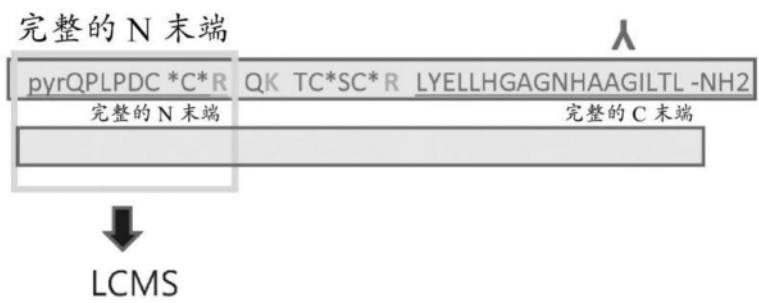 完整的 N 末端
pyrQPLPDC *C*R QK TC*SC* R LYELLHGAGNHAAGILTL -NH2
完整的 N 末端 完整的 C 末端
LCMS